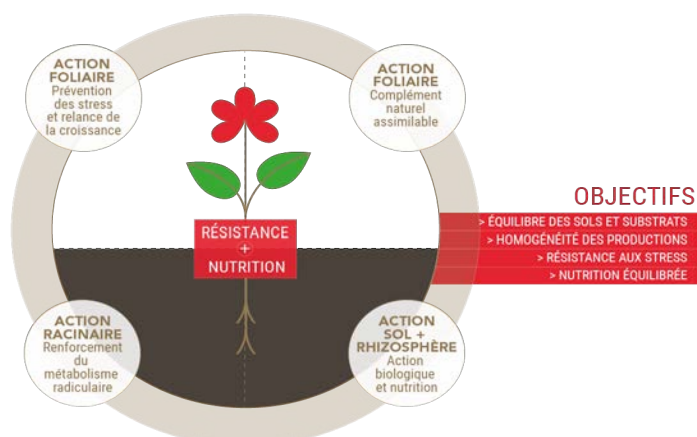 ACTION
FOLIAIRE
Prévention
des stress
et relance de
la croissance
ACTION
FOLIAIRE
Complément
naturel
assimilable
RÉSISTANCE
+
NUTRITION
OBJECTIFS
> ÉQUILIBRE DES SOLS ET SUBSTRATS
> HOMOGÉNÉITÉ DES PRODUCTIONS
> RÉSISTANCE AUX STRESS
> NUTRITION ÉQUILIBRÉE
ACTION
RACINAIRE
Renforcement
du
métabolisme
radiculaire
ACTION
SOL +
RHIZOSPHÈRE
Action
biologique
et nutrition